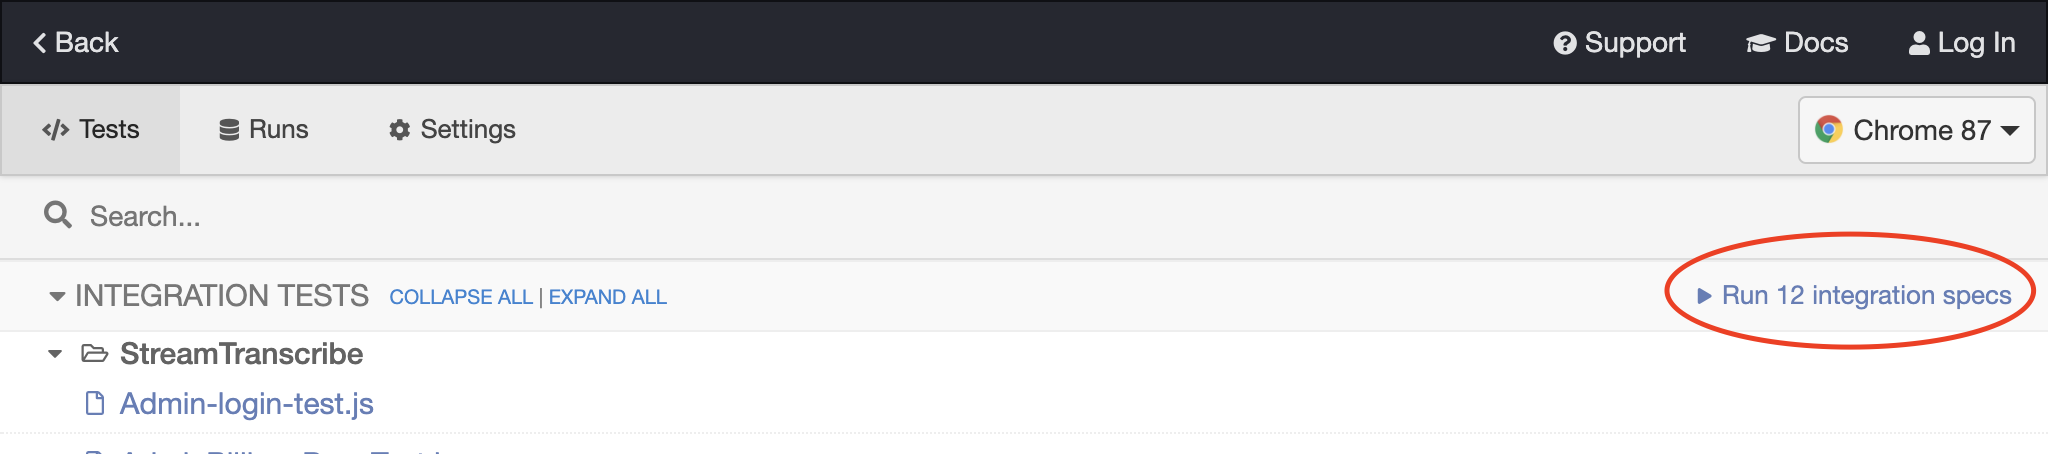 Back
Support
Docs
Log In
Tests
Runs
Settings
Chrome 87
Search...
INTEGRATION TESTS COLLAPSE ALL | EXPAND ALL
Run 12 integration specs
StreamTranscribe
Admin-login-test.js